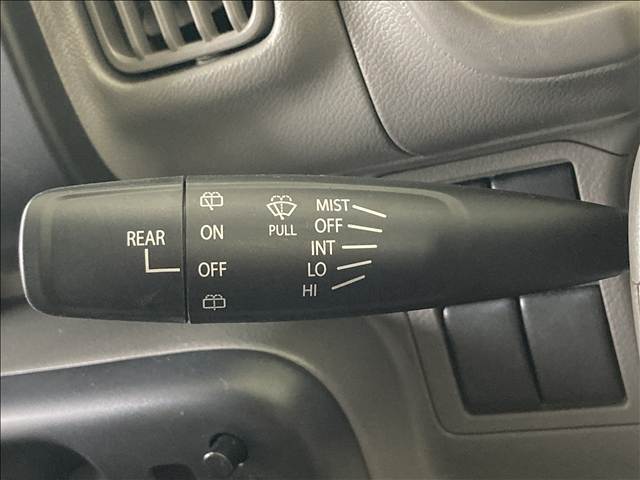 REAR
ON
OFF
PULL
MIST
OFF
INT
LO
HI